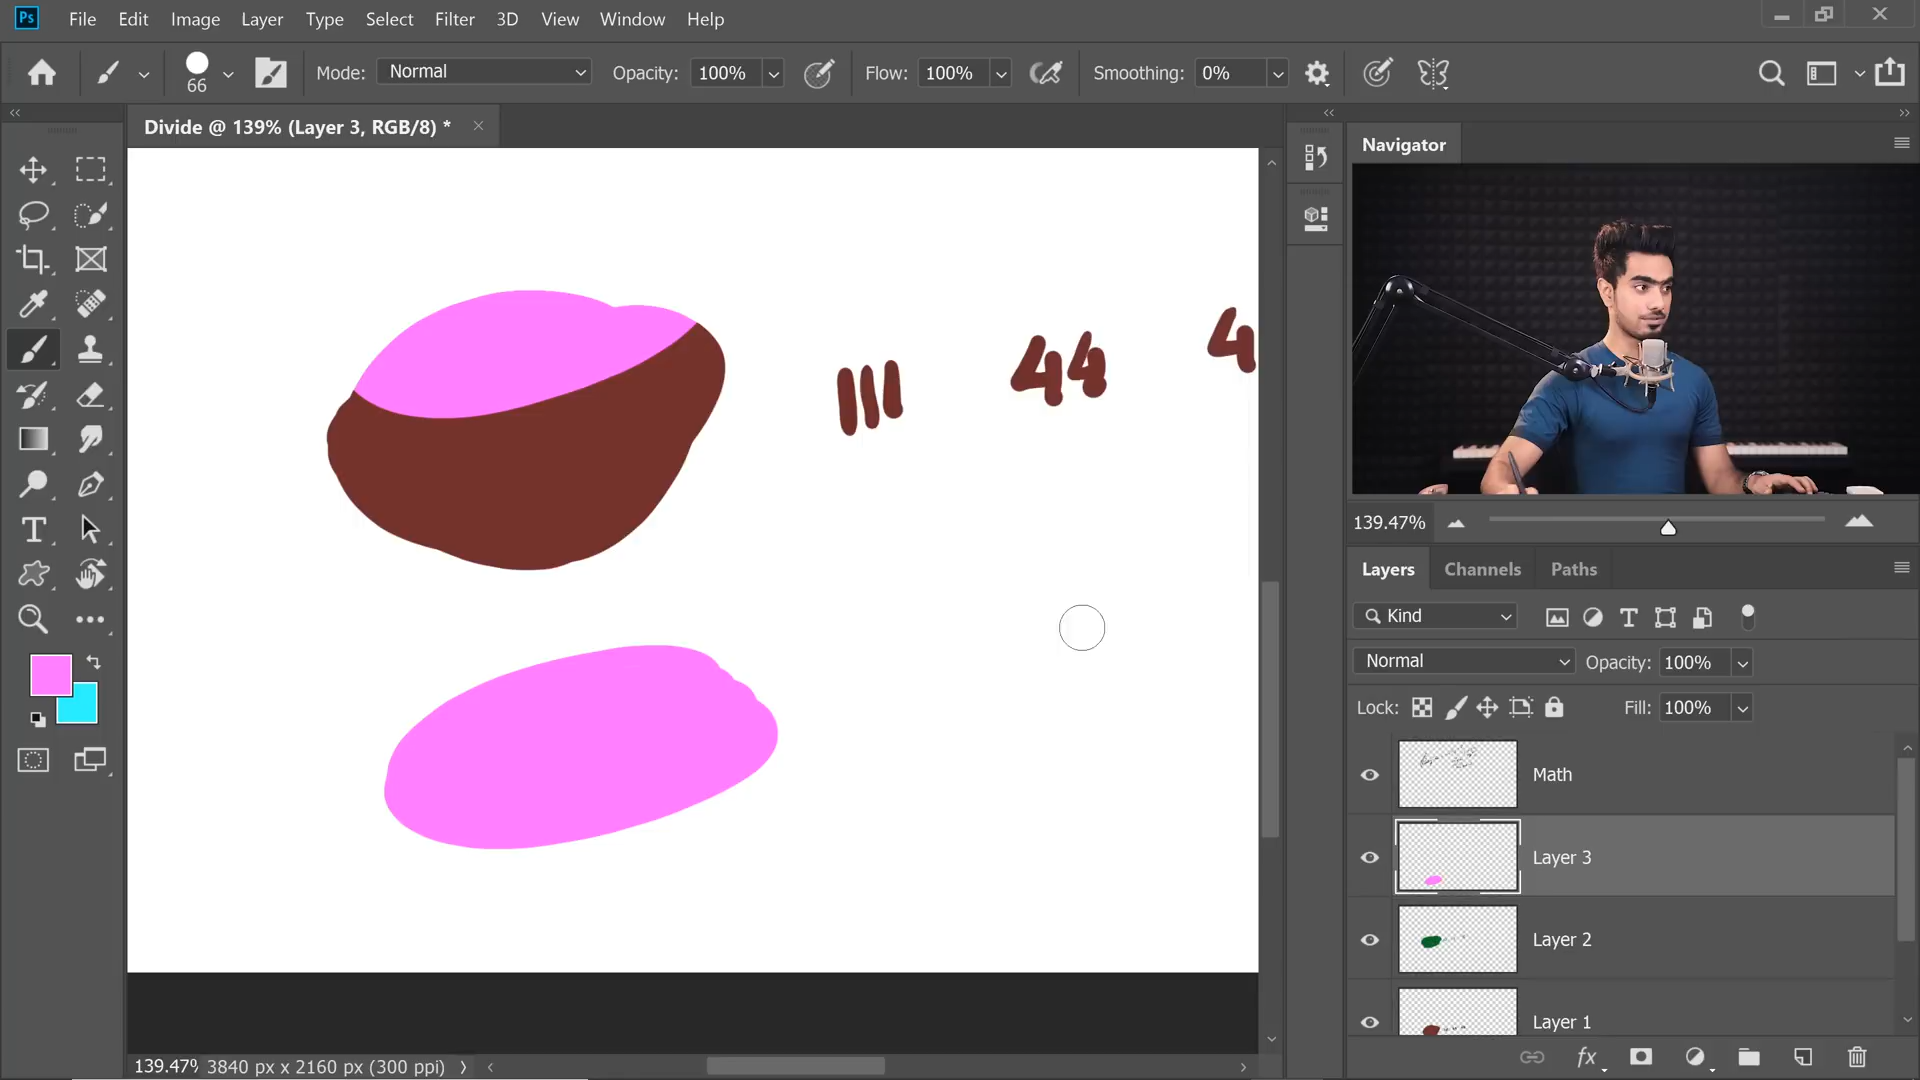 Ps File Edit Image Layer Type Select Filter 3D View Window Help
66 Mode: Normal Opacity: 100% Flow: 100% Smoothing: 0%
Divide @ 139% (Layer 3, RGB/8) * ×
Navigator
111 44 4
139.47%
Layers Channels Paths
Kind
Normal Opacity: 100%
Lock: Fill: 100%
Math
Layer 3
Layer 2
Layer 1
139.47% 3840 px x 2160 px (300 ppi)